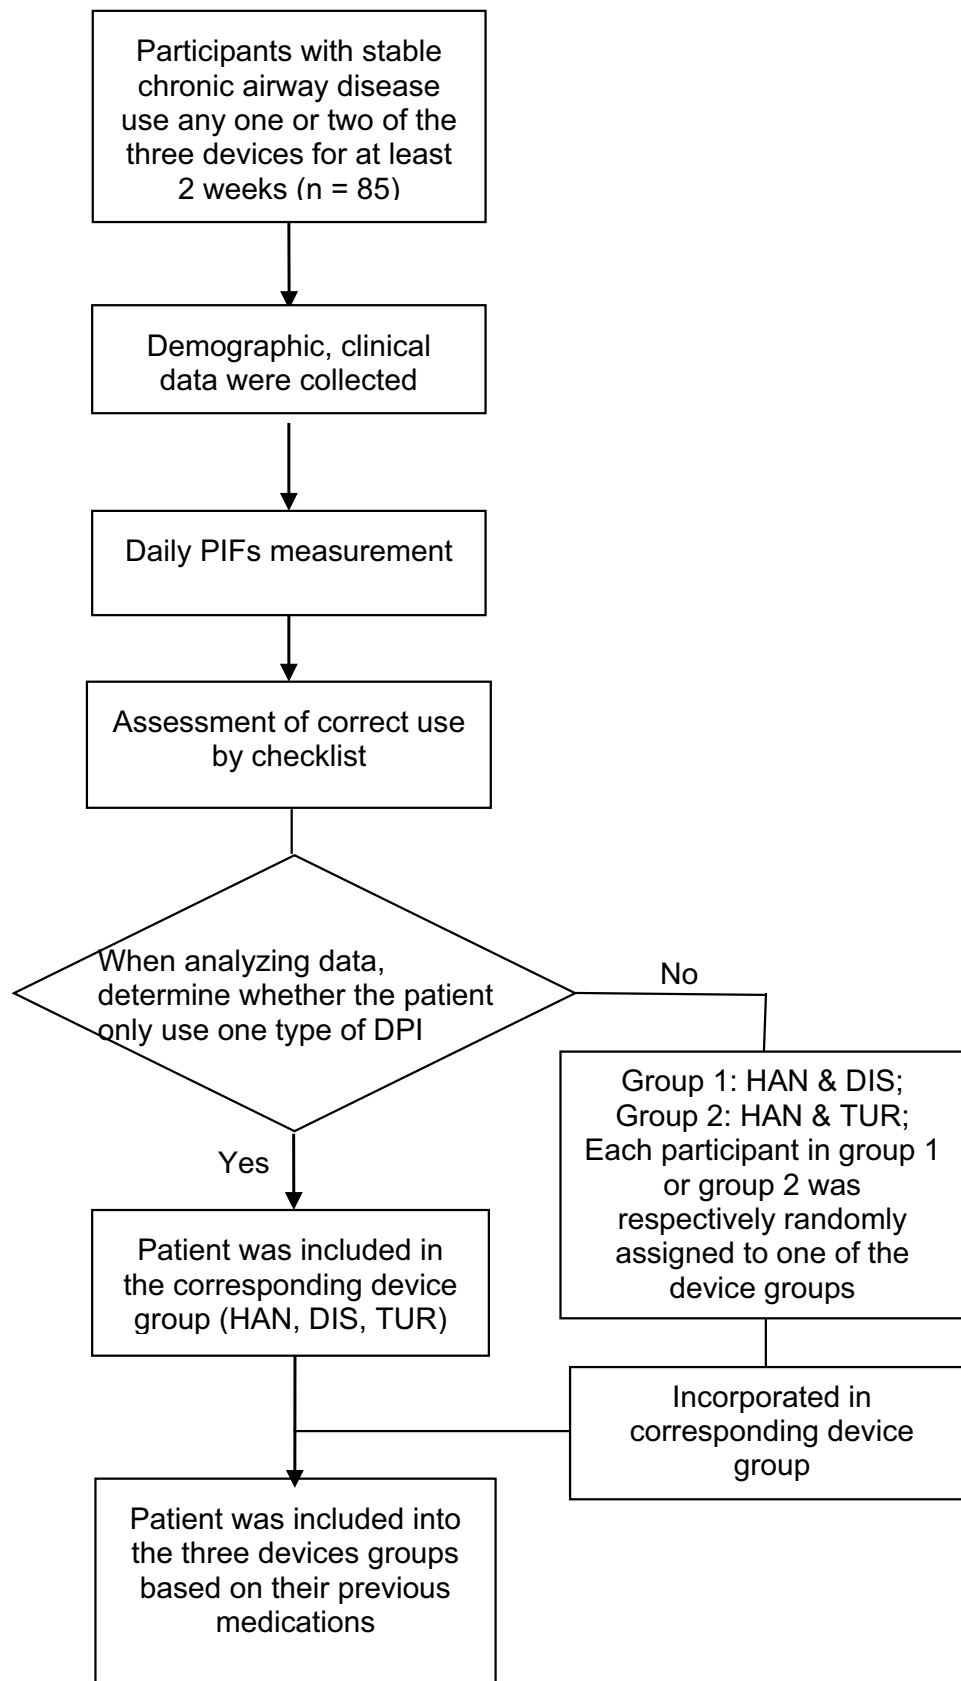 Participants with stable
chronic airway disease
use any one or two of the
three devices for at least
2 weeks (n = 85)
Demographic, clinical
data were collected
Daily PIFs measurement
Assessment of correct use
by checklist
When analyzing data,
determine whether the patient
only use one type of DPI
No
Yes
Group 1: HAN & DIS;
Group 2: HAN & TUR;
Each participant in group 1
or group 2 was
respectively randomly
assigned to one of the
device groups
Patient was included in
the corresponding device
group (HAN, DIS, TUR)
Incorporated in
corresponding device
group
Patient was included into
the three devices groups
based on their previous
medications